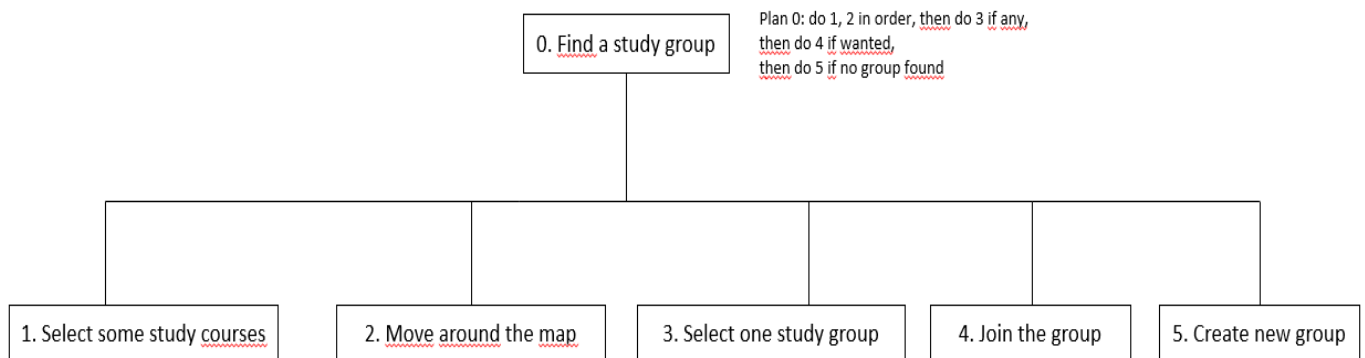 0. Find a study group
Plan 0: do 1, 2 in order, then do 3 if any,
then do 4 if wanted,
then do 5 if no group found
1. Select some study courses
2. Move around the map
3. Select one study group
4. Join the group
5. Create new group